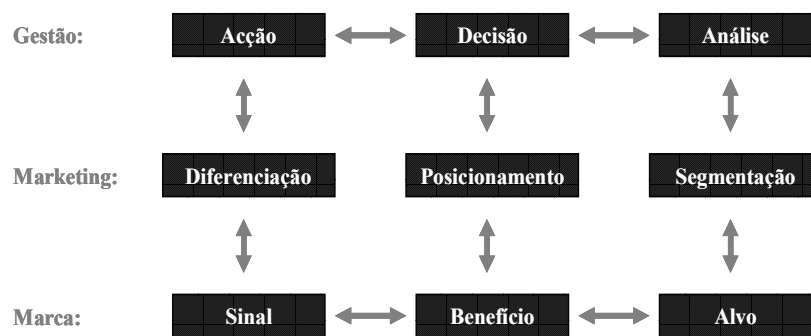 Gestão: Acção Decisão Análise
Marketing: Diferenciação Posicionamento Segmentação
Marca: Sinal Benefício Alvo